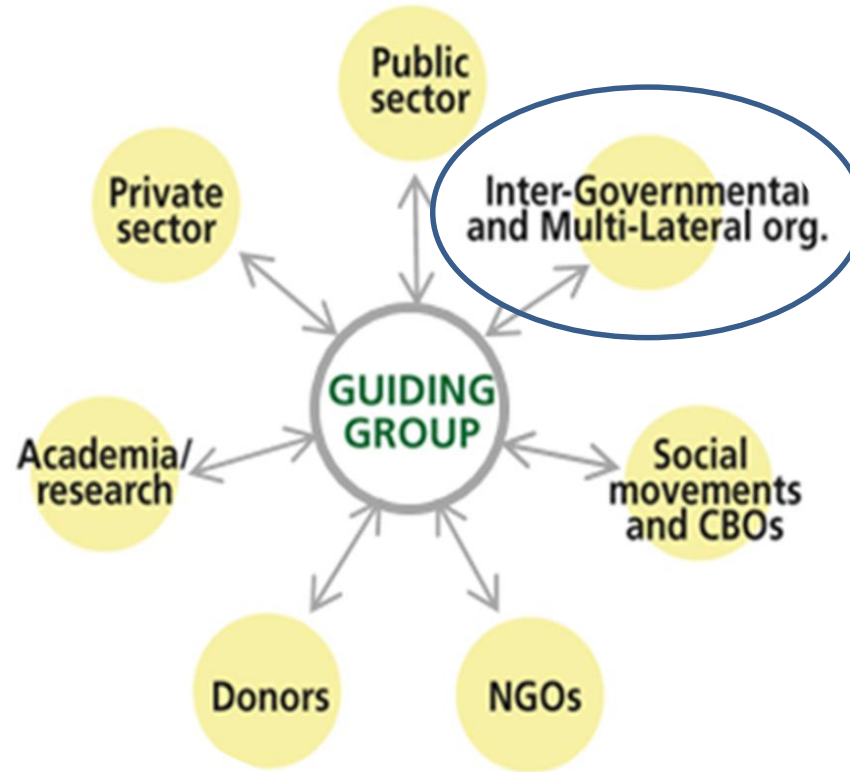 Public
sector
Inter-Governmental
and Multi-Lateral org.
Private
sector
GUIDING
GROUP
Academia/
research
Social
movements
and CBOs
Donors
NGOs